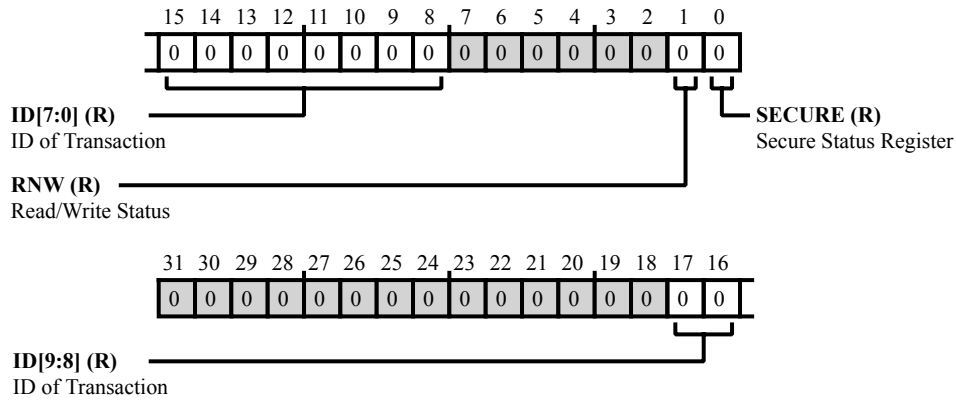 15 14 13 12 11 10 9 8 7 6 5 4 3 2 1 0
0 0 0 0 0 0 0 0 0 0 0 0 0 0 0 0
ID[7:0] (R)
ID of Transaction
SECURE (R)
Secure Status Register
RNW (R)
Read/Write Status
31 30 29 28 27 26 25 24 23 22 21 20 19 18 17 16
0 0 0 0 0 0 0 0 0 0 0 0 0 0 0 0
ID[9:8] (R)
ID of Transaction